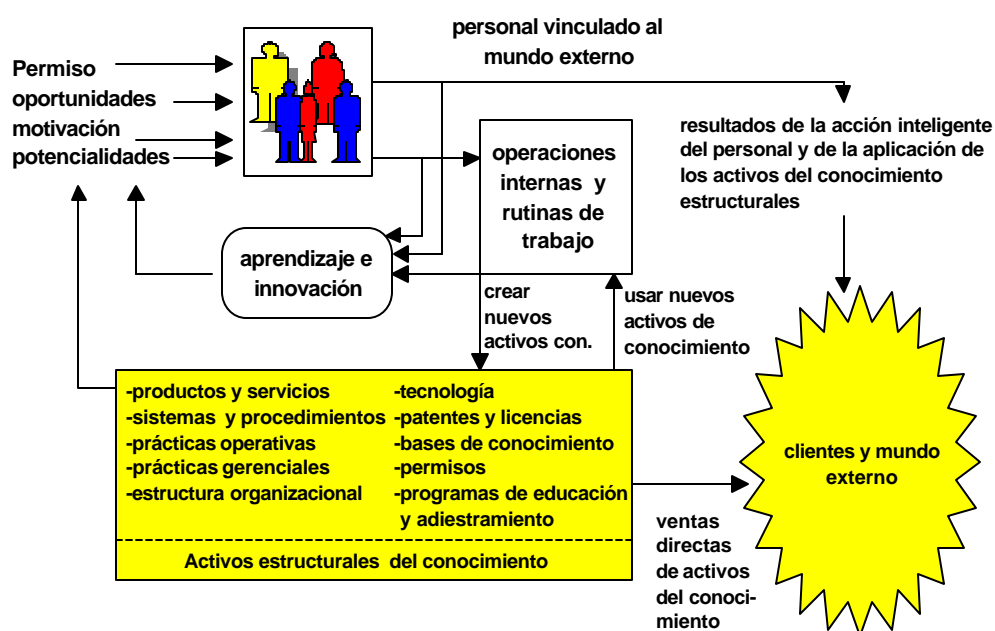 personal vinculado al
mundo externo
Permiso
oportunidades
motivación
potencialidades
operaciones
internas y
rutinas de
trabajo
resultados de la acción inteligente
del personal y de la aplicación de
los activos del conocimiento
estructurales
aprendizaje e
innovación
crear
nuevos
activos con.
usar nuevos
activos de
conocimiento
-productos y servicios
-sistemas y procedimientos
-prácticas operativas
-prácticas gerenciales
-estructura organizacional
-tecnología
-patentes y licencias
-bases de conocimiento
-permisos
-programas de educación
y adiestramiento
Activos estructurales del conocimiento
clientes y mundo
externo
ventas
directas
de activos
del conoci-
miento